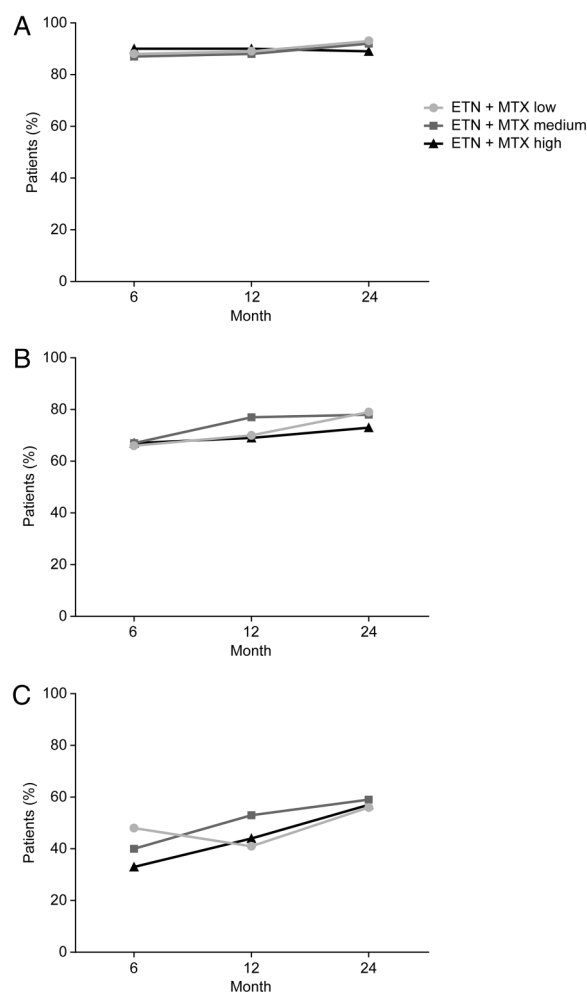 A
100
80
60
40
20
0
Patients (%)
6 12 24
Month
ETN + MTX low
ETN + MTX medium
ETN + MTX high
B
100
80
60
40
20
0
Patients (%)
6 12 24
Month
C
100
80
60
40
20
0
Patients (%)
6 12 24
Month